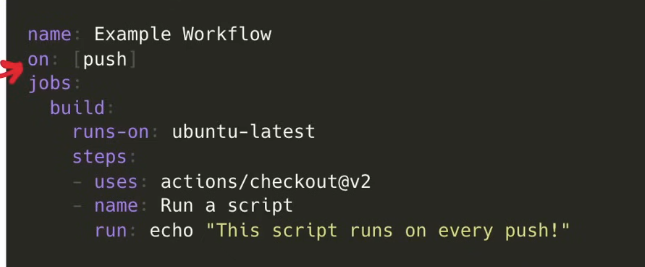 name: Example Workflow
on: [push]
jobs:
  build:
    runs-on: ubuntu-latest
    steps:
    - uses: actions/checkout@v2
    - name: Run a script
      run: echo "This script runs on every push!"